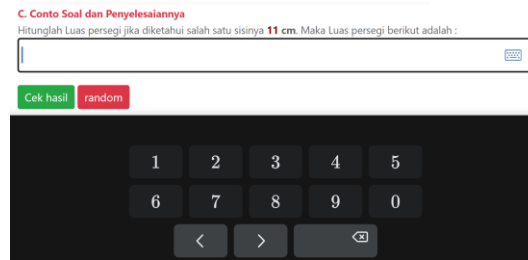 C. Conto Soal dan Penyelesaiannya
Hitunglah Luas persegi jika diketahui salah satu sisinya 11 cm. Maka Luas persegi berikut adalah :
Cek hasil random
1 2 3 4 5
6 7 8 9 0